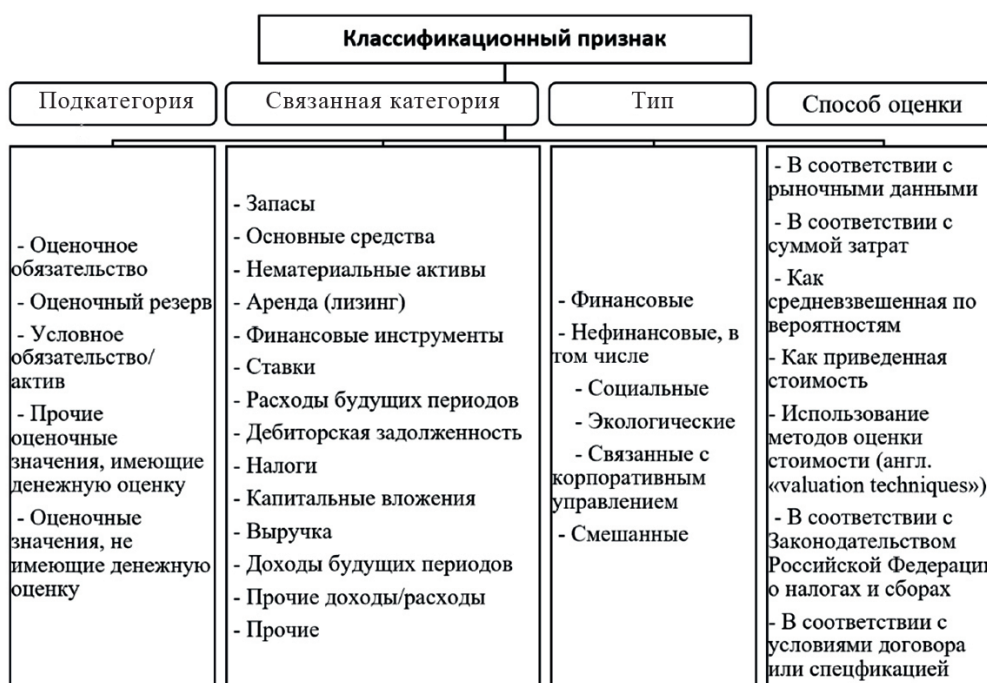 Классификационный признак
Подкатегория
Связанная категория
Тип
Способ оценки
- Оценочное
обязательство
- Оценочный резерв
- Условное
обязательство/
актив
- Прочие
оценочные
значения, имеющие
денежную оценку
- Оценочные
значения, не
имеющие денежную
оценку
- Запасы
- Основные средства
- Нематериальные активы
- Аренда (лизинг)
- Финансовые инструменты
- Ставки
- Расходы будущих периодов
- Дебиторская задолженность
- Налоги
- Капитальные вложения
- Выручка
- Доходы будущих периодов
- Прочие доходы/расходы
- Прочие
- Финансовые
- Нефинансовые, в
том числе
- Социальные
- Экологические
- Связанные с
корпоративным
управлением
- Смешанные
- В соответствии с
рыночными данными
- В соответствии с
суммой затрат
- Как
средневзвешенная по
вероятностям
- Как приведенная
стоимость
- Использование
методов оценки
стоимости (англ.
«valuation techniques»)
- В соответствии с
Законодательством
Российской Федерации
о налогах и сборах
- В соответствии с
условиями договора
или спецфикацией